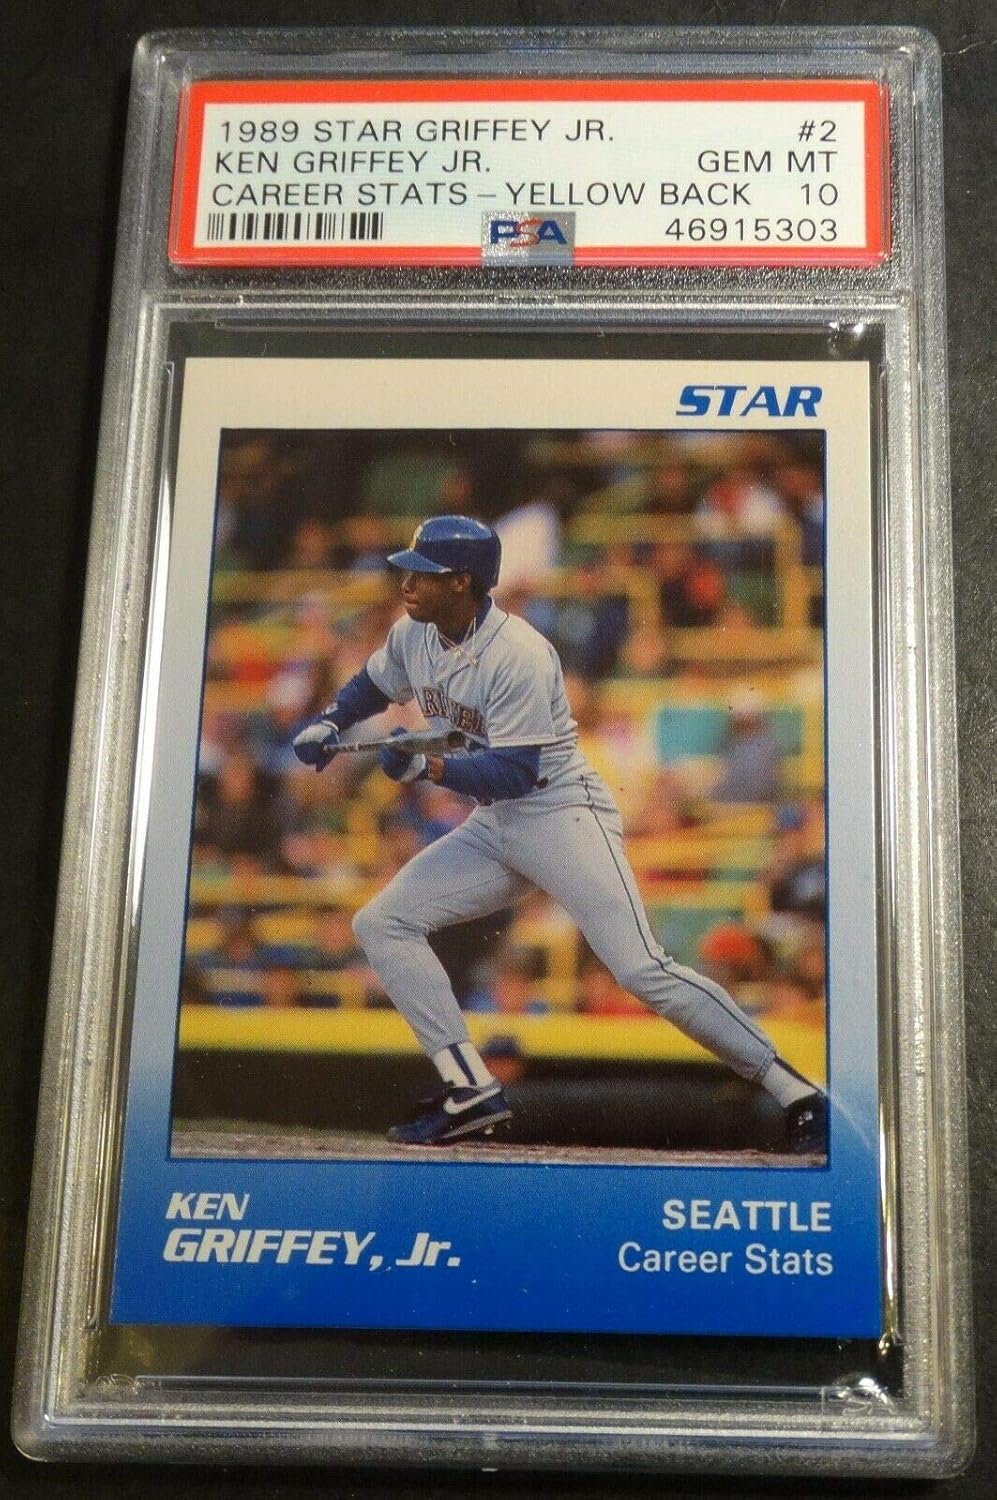 1989 STAR GRIFFEY JR. #2
KEN GRIFFEY JR. GEM MT
CAREER STATS - YELLOW BACK 10
PSA 46915303
STAR
KEN
GRIFFEY, Jr.
SEATTLE
Career Stats